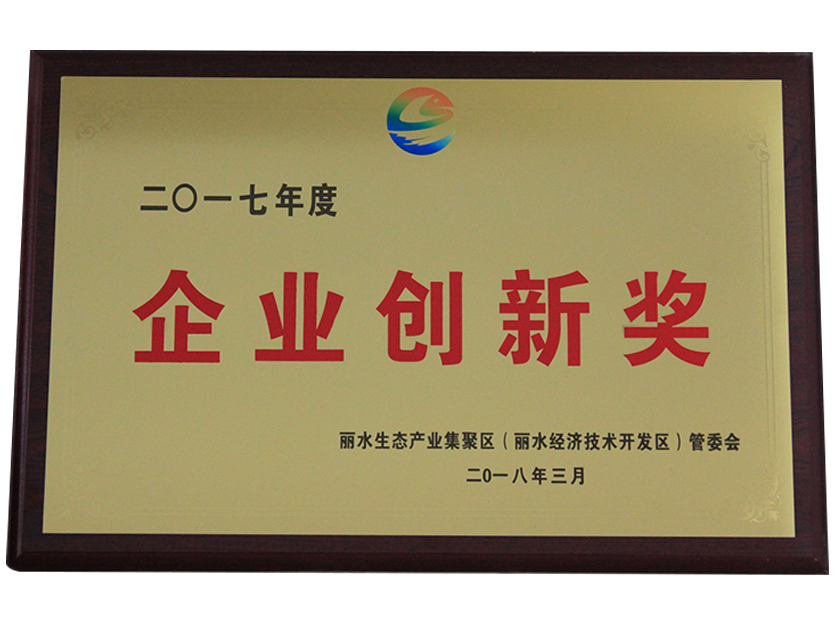 二〇一七年度
企业创新奖
丽水生态产业集聚区（丽水经济技术开发区）管委会
二0一八年三月